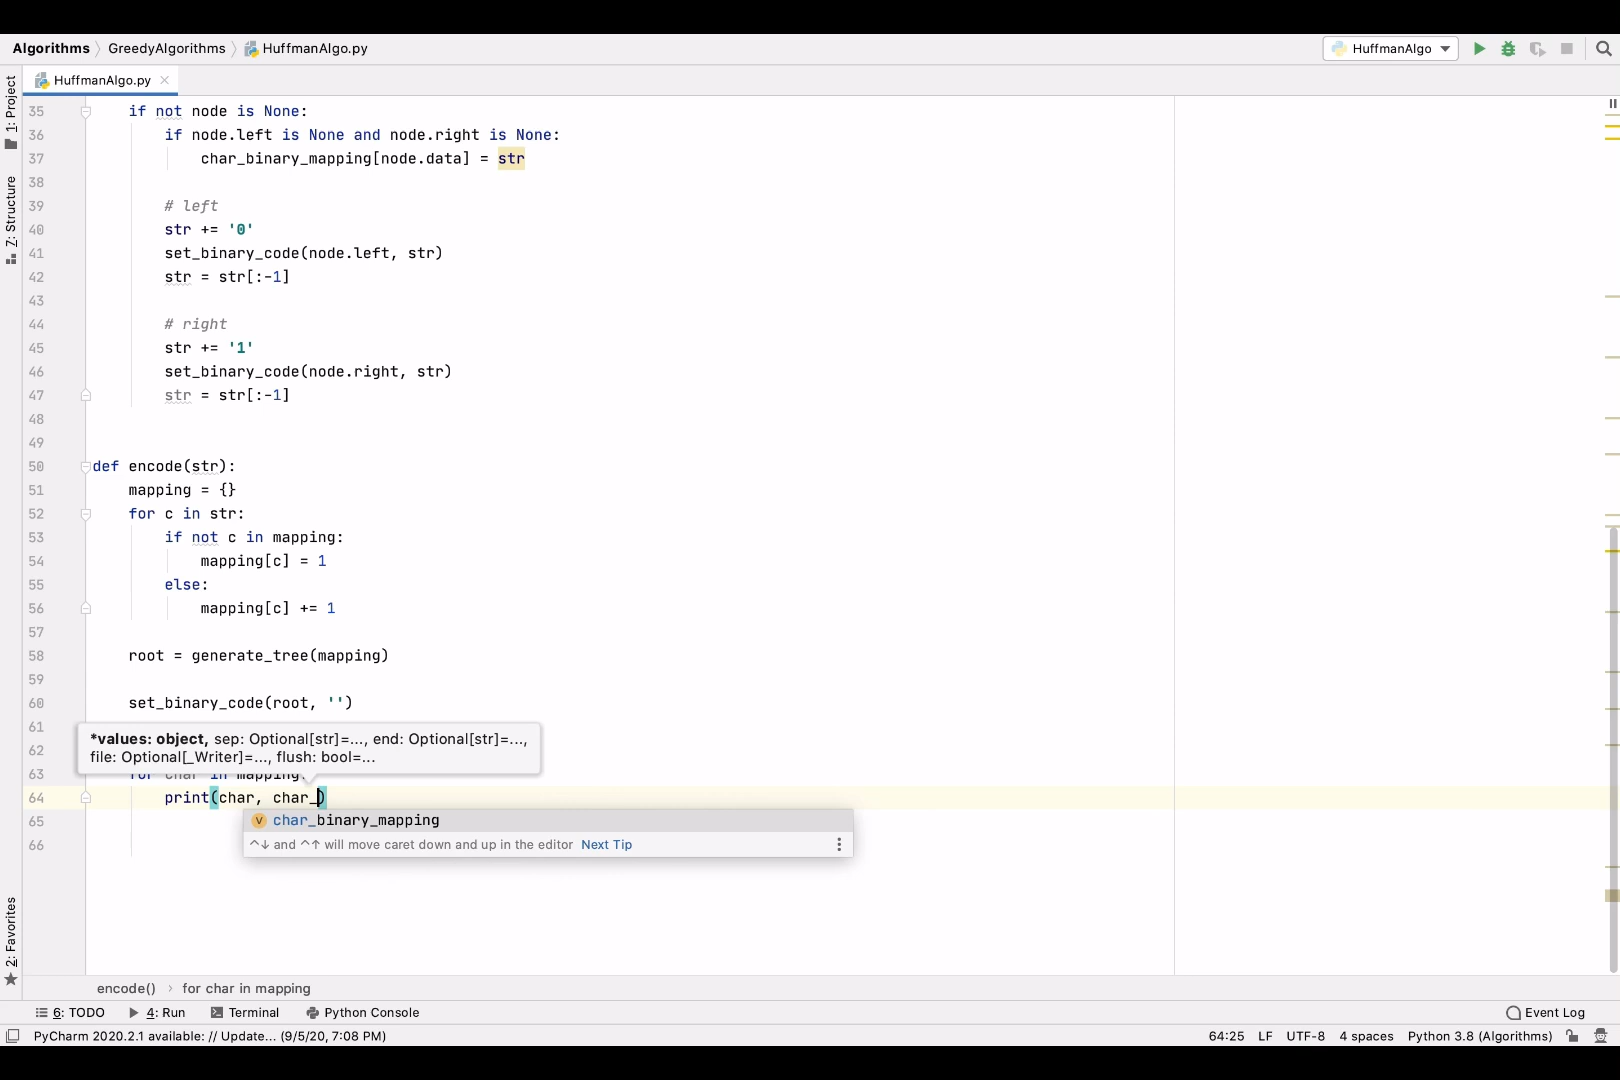 Algorithms GreedyAlgorithms HuffmanAlgo.py HuffmanAlgo
HuffmanAlgo.py
1: Project
Z: Structure
2: Favorites
35 if not node is None:
36 if node.left is None and node.right is None:
37 char_binary_mapping[node.data] = str
38
39 # left
40 str += '0'
41 set_binary_code(node.left, str)
42 str = str[:-1]
43
44 # right
45 str += '1'
46 set_binary_code(node.right, str)
47 str = str[:-1]
48
49
50 def encode(str):
51 mapping = {}
52 for c in str:
53 if not c in mapping:
54 mapping[c] = 1
55 else:
56 mapping[c] += 1
57
58 root = generate_tree(mapping)
59
60 set_binary_code(root, '')
61
*values: object, sep: Optional[str]=..., end: Optional[str]=...,
62
file: Optional[_Writer]=..., flush: bool=...
63 for char in mapping:
64 print(char, char_)
65 char_binary_mapping
66 ^↓ and ^↑ will move caret down and up in the editor Next Tip
encode() › for char in mapping
6: TODO 4: Run Terminal Python Console Event Log
PyCharm 2020.2.1 available: // Update... (9/5/20, 7:08 PM) 64:25 LF UTF-8 4 spaces Python 3.8 (Algorithms)